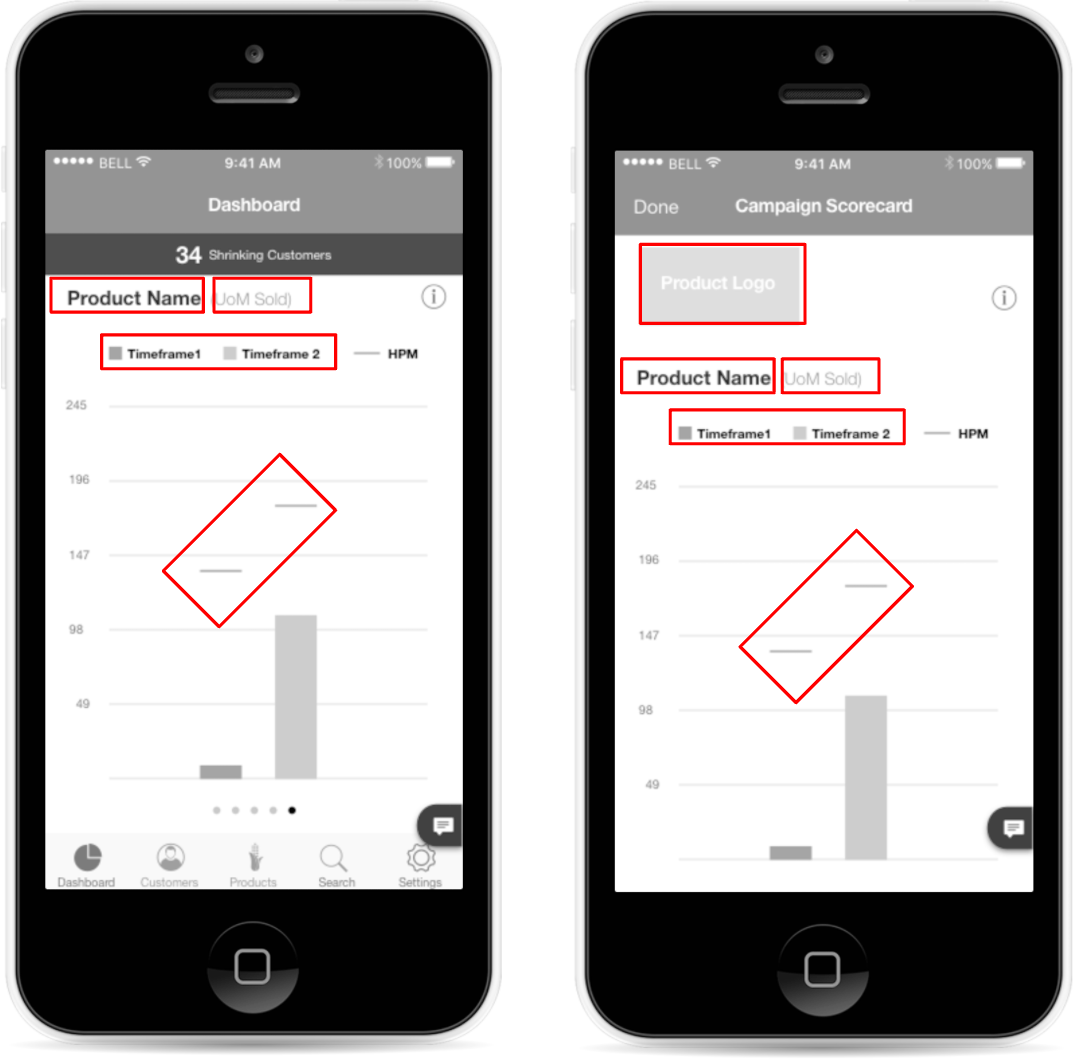 BELL 9:41 AM 100%
Dashboard
34 Shrinking Customers
Product Name (UoM Sold)
Timeframe1 Timeframe 2 HPM
245
196
147
98
49
Dashboard Customers Products Search Settings
BELL 9:41 AM 100%
Done Campaign Scorecard
Product Logo
Product Name (UoM Sold)
Timeframe1 Timeframe 2 HPM
245
196
147
98
49